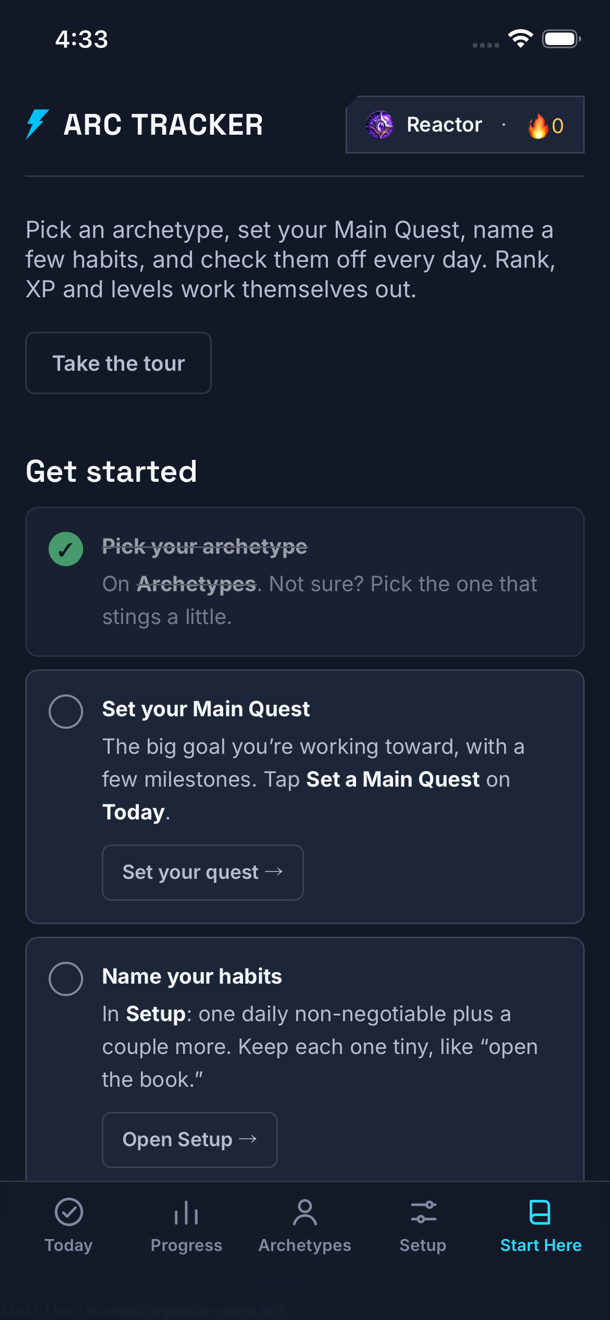 4:33
ARC TRACKER
Reactor · 0
Pick an archetype, set your Main Quest, name a
few habits, and check them off every day. Rank,
XP and levels work themselves out.
Take the tour
Get started
Pick your archetype
On Archetypes. Not sure? Pick the one that
stings a little.
Set your Main Quest
The big goal you’re working toward, with a
few milestones. Tap Set a Main Quest on
Today.
Set your quest →
Name your habits
In Setup: one daily non-negotiable plus a
couple more. Keep each one tiny, like “open
the book.”
Open Setup →
Today Progress Archetypes Setup Start Here